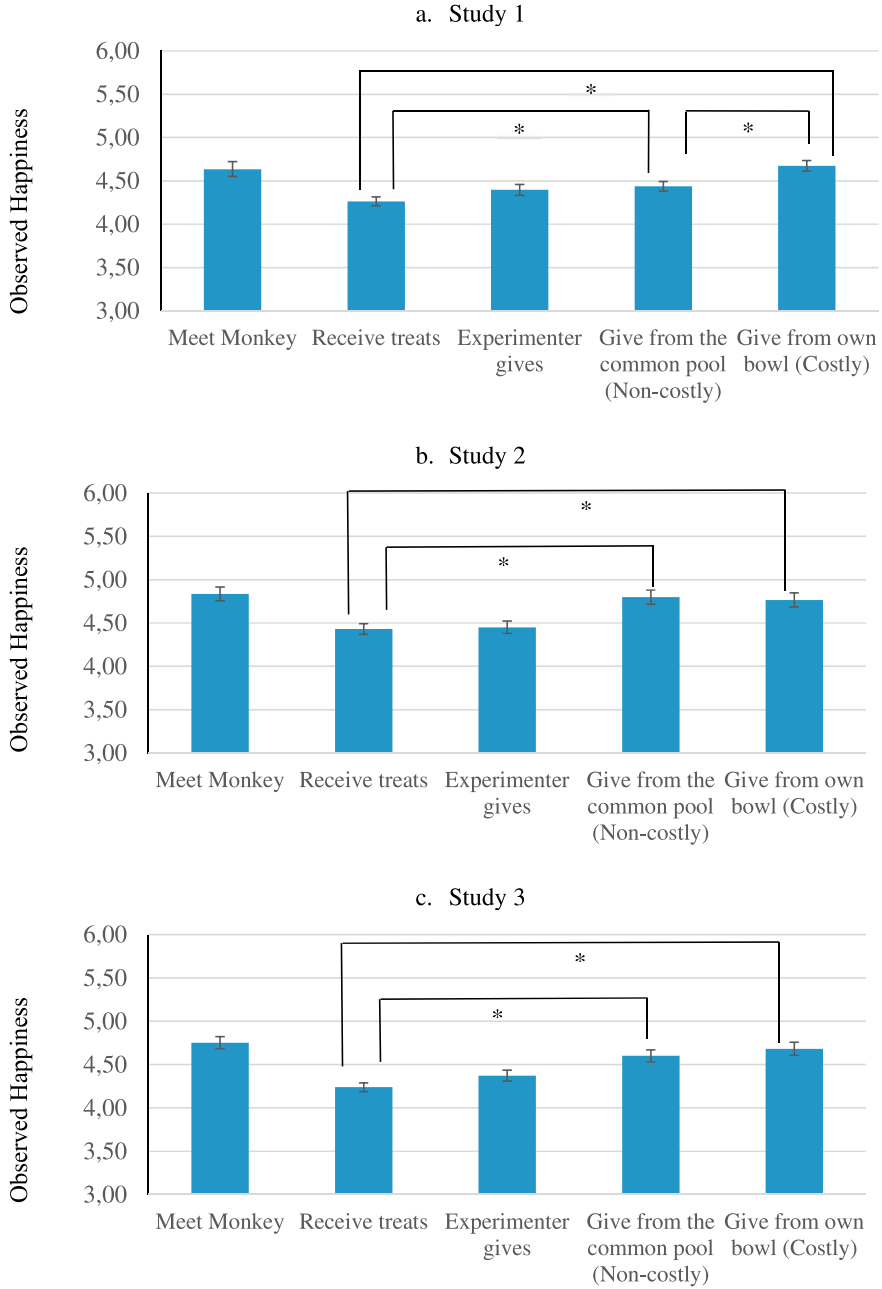 a. Study 1
Observed Happiness
6,00
5,50
5,00
4,50
4,00
3,50
3,00
*
*
*
Meet Monkey
Receive treats
Experimenter
gives
Give from the
common pool
(Non-costly)
Give from own
bowl (Costly)
b. Study 2
Observed Happiness
6,00
5,50
5,00
4,50
4,00
3,50
3,00
*
*
Meet Monkey
Receive treats
Experimenter
gives
Give from the
common pool
(Non-costly)
Give from own
bowl (Costly)
c. Study 3
Observed Happiness
6,00
5,50
5,00
4,50
4,00
3,50
3,00
*
*
Meet Monkey
Receive treats
Experimenter
gives
Give from the
common pool
(Non-costly)
Give from own
bowl (Costly)